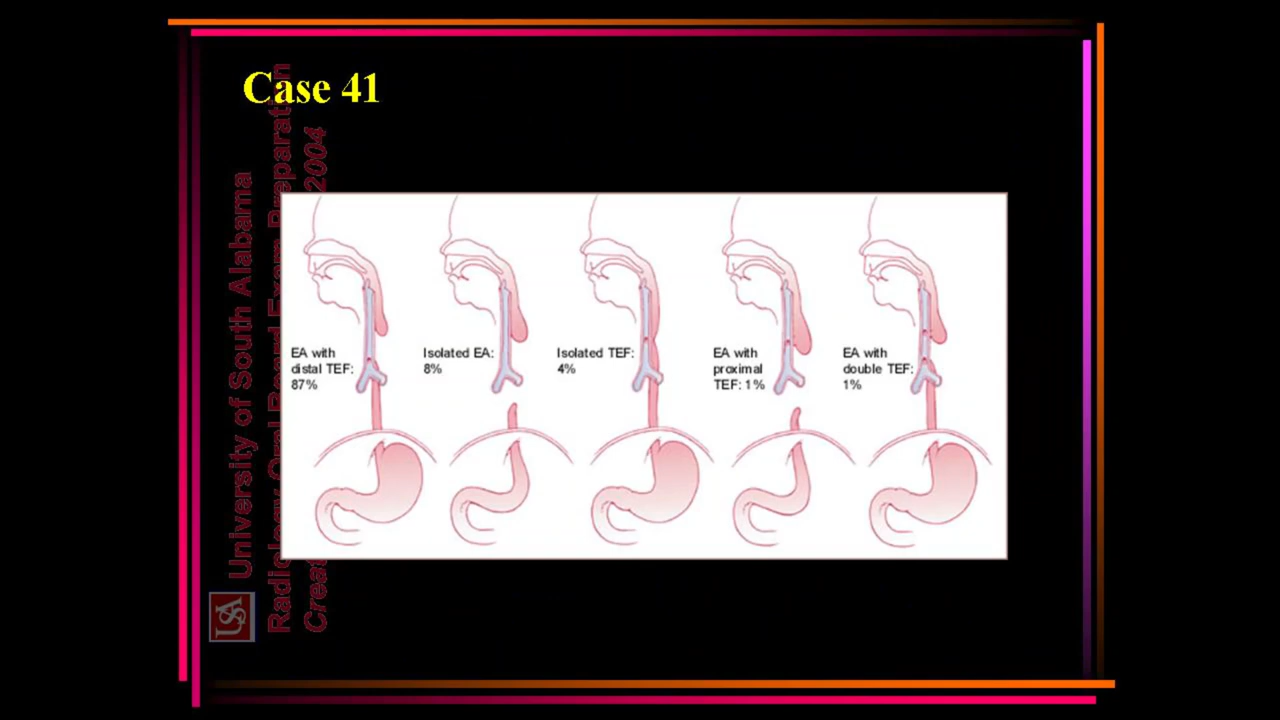 Case 41
University of South Alabama
Radiology Oral Board Exam Preparation
2004
EA with
distal TEF:
87%
Isolated EA:
8%
Isolated TEF:
4%
EA with
proximal
TEF: 1%
EA with
double TEF:
1%
USA